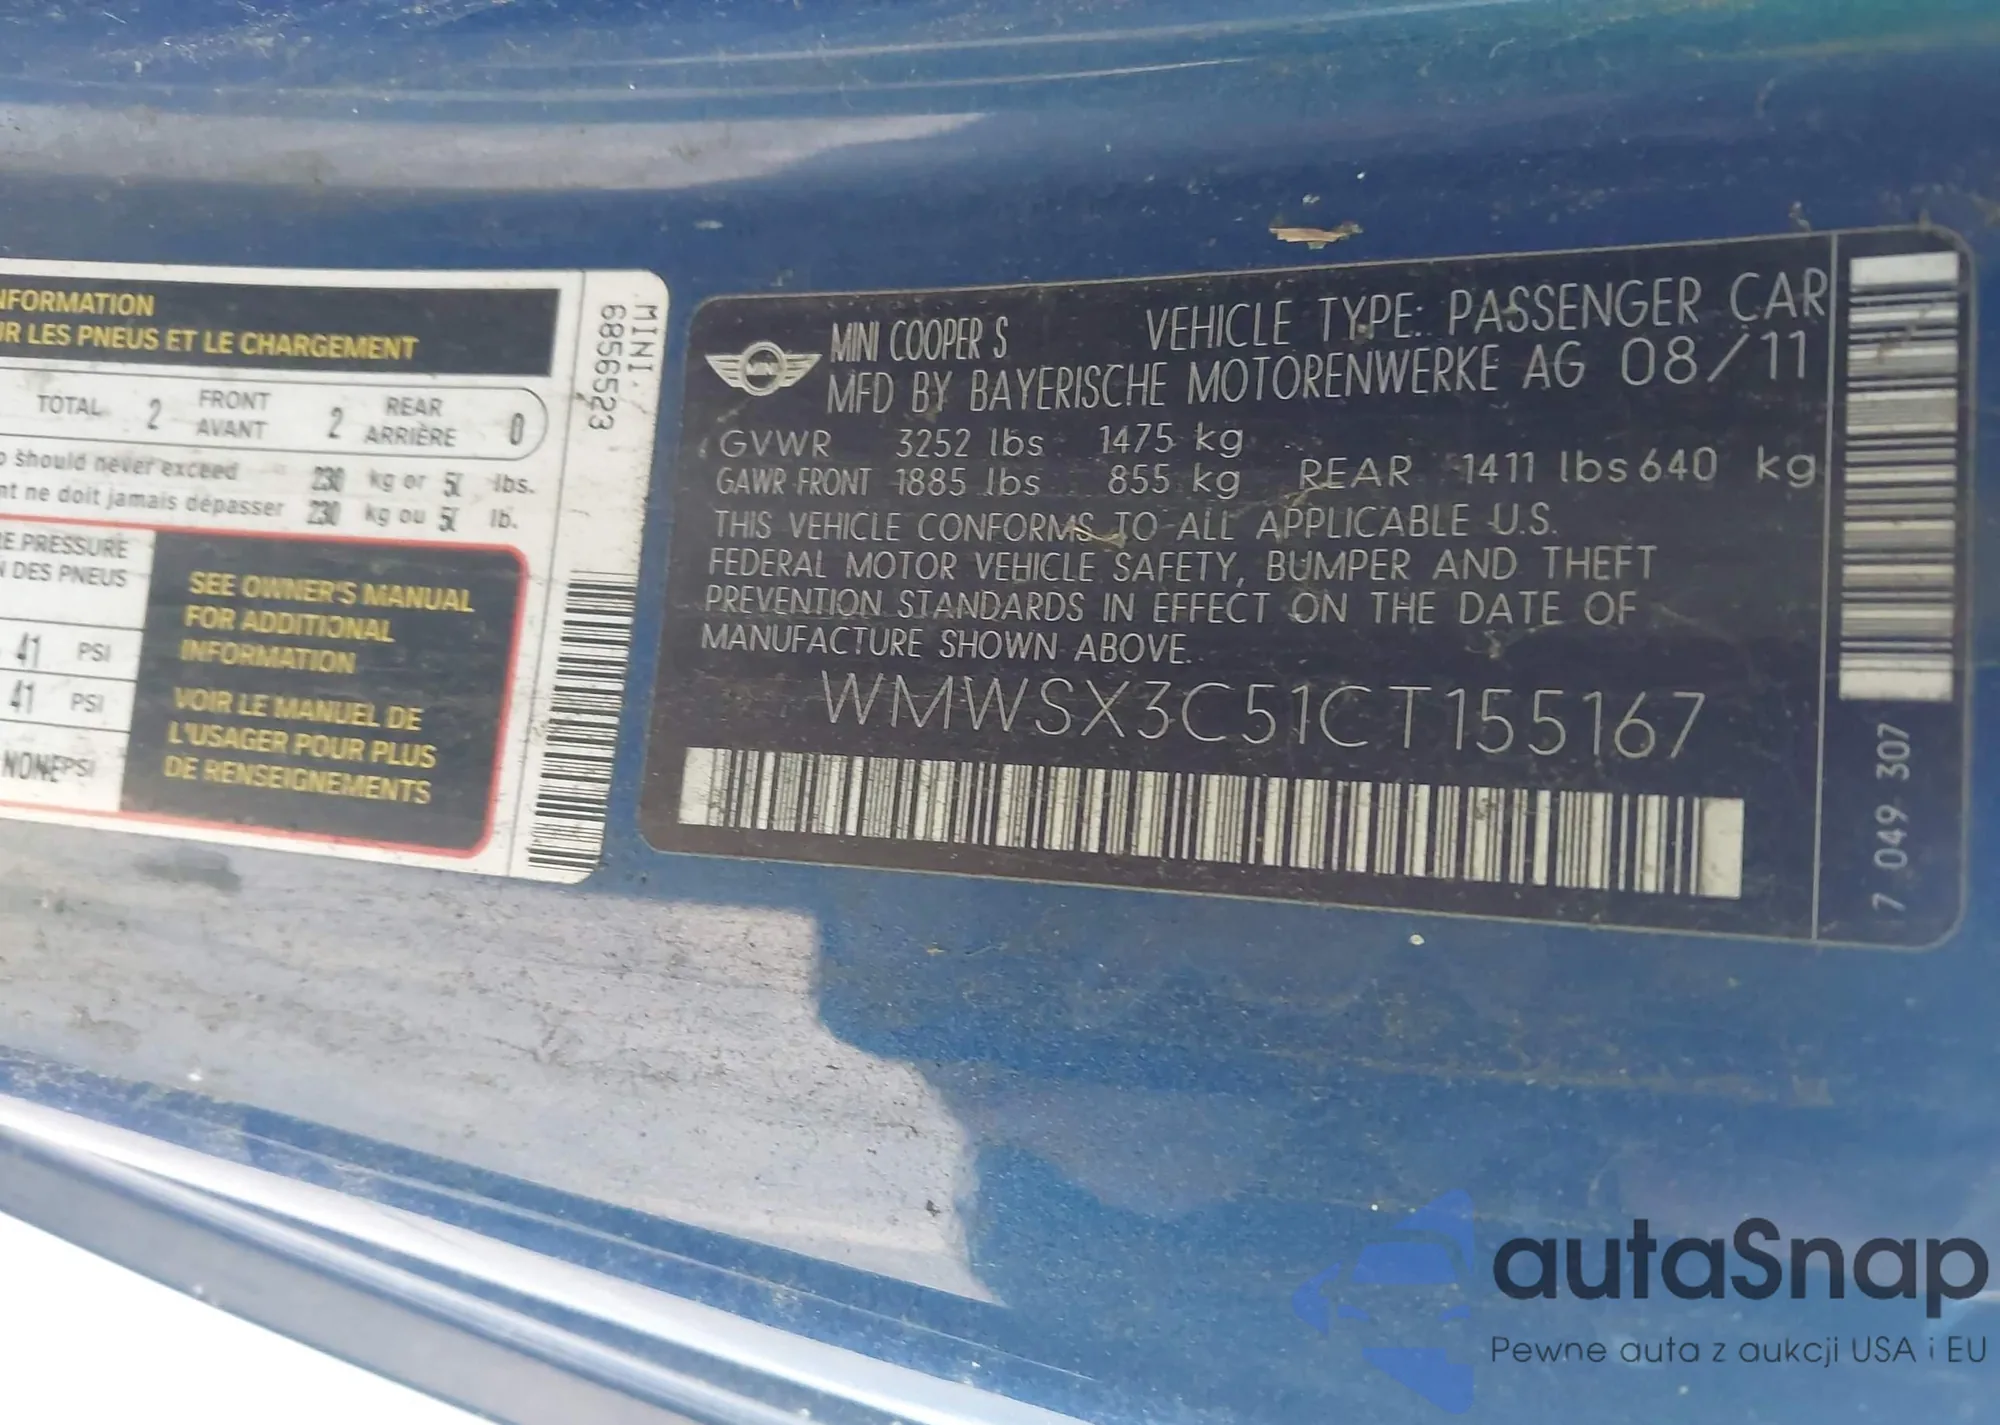 NFORMATION
R LES PNEUS ET LE CHARGEMENT
TOTAL 2 FRONT REAR 0
AVANT 2 ARRIÈRE
should never exceed 230 kg or 50 lbs.
nt ne doit jamais dépasser 230 kg ou 50 lb.
E PRESSURE
DES PNEUS
41 PSI
41 PSI
NONE PSI
SEE OWNER'S MANUAL
FOR ADDITIONAL
INFORMATION
VOIR LE MANUEL DE
L'USAGER POUR PLUS
DE RENSEIGNEMENTS
MINI.
6856523
MINI
MINI COOPER S VEHICLE TYPE: PASSENGER CAR
MFD BY BAYERISCHE MOTORENWERKE AG 08/11
GVWR 3252 lbs 1475 kg
GAWR FRONT 1885 lbs 855 kg REAR 1411 lbs 640 kg
THIS VEHICLE CONFORMS TO ALL APPLICABLE U.S.
FEDERAL MOTOR VEHICLE SAFETY, BUMPER AND THEFT
PREVENTION STANDARDS IN EFFECT ON THE DATE OF
MANUFACTURE SHOWN ABOVE.
WMWSX3C51CT155167
7 049 307
autaSnap
Pewne auta z aukcji USA i EU